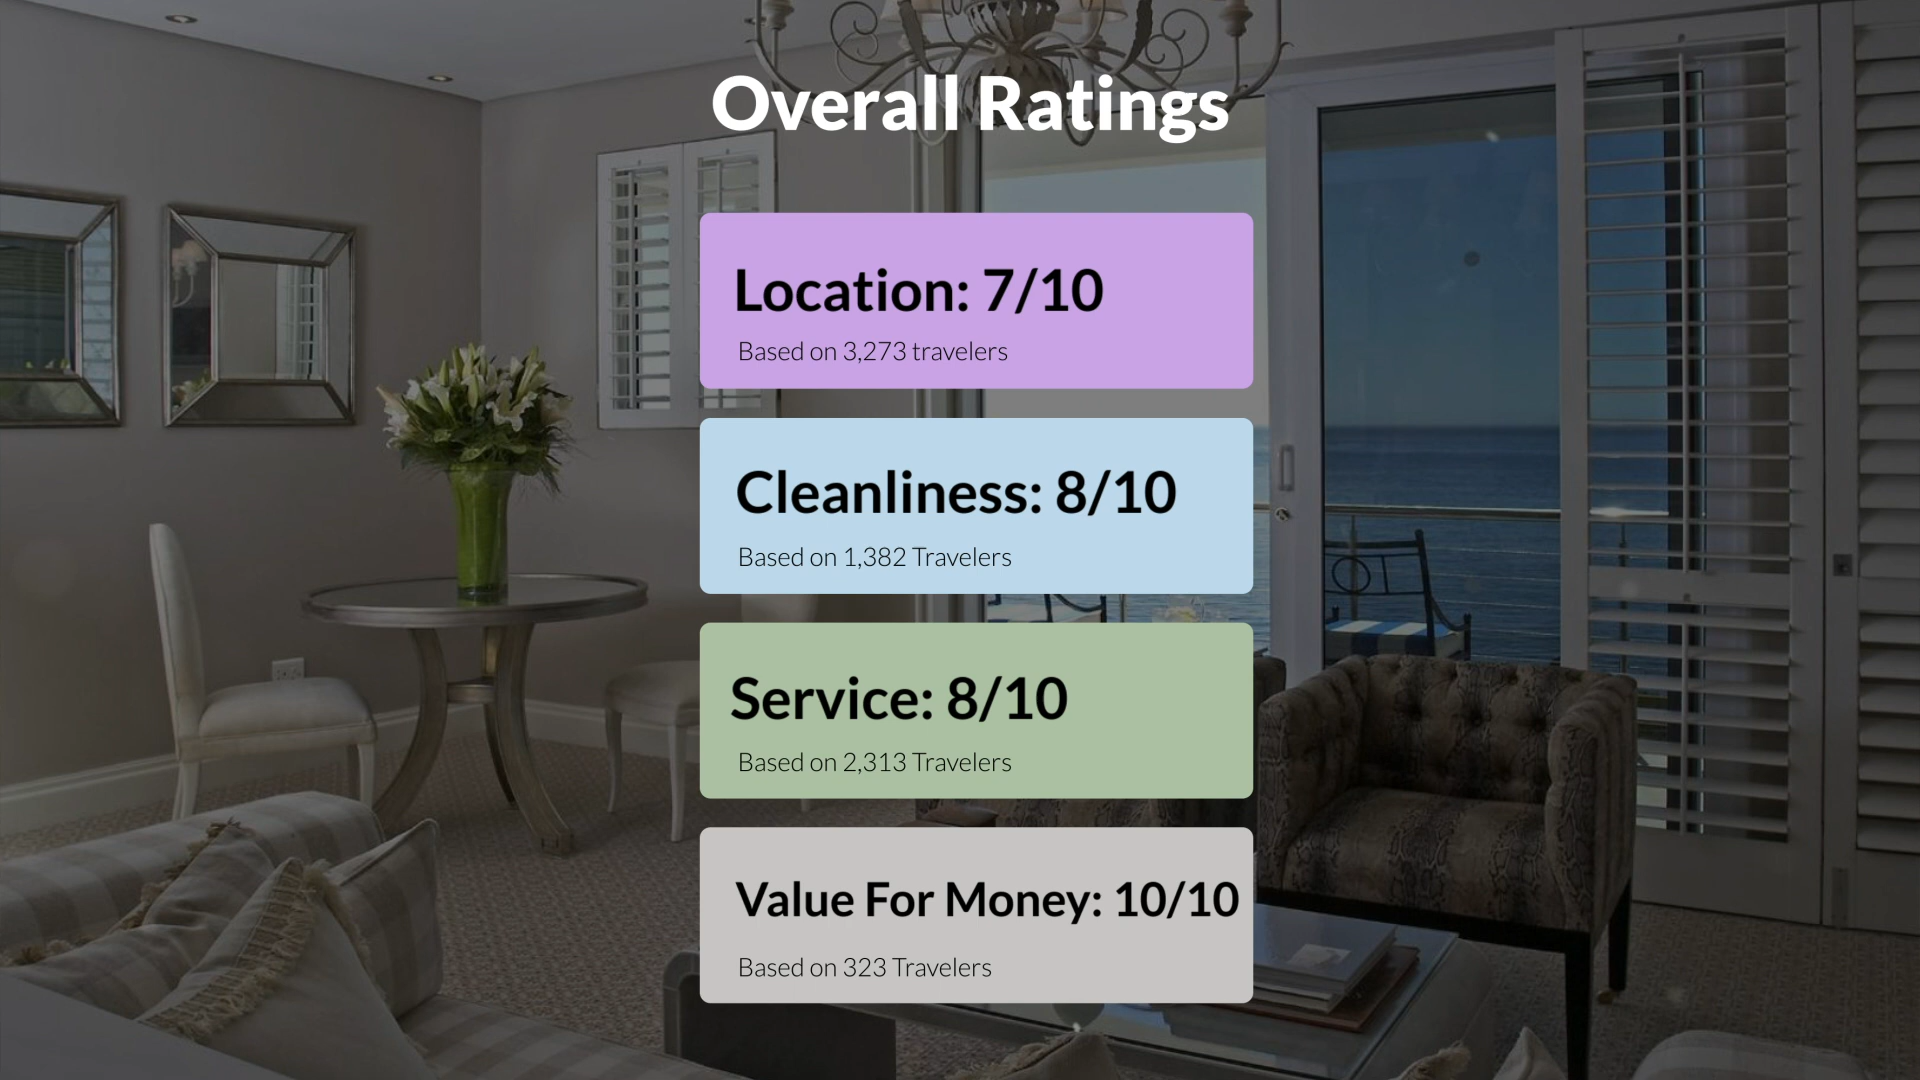 Overall Ratings
Location: 7/10
Based on 3,273 travelers
Cleanliness: 8/10
Based on 1,382 Travelers
Service: 8/10
Based on 2,313 Travelers
Value For Money: 10/10
Based on 323 Travelers